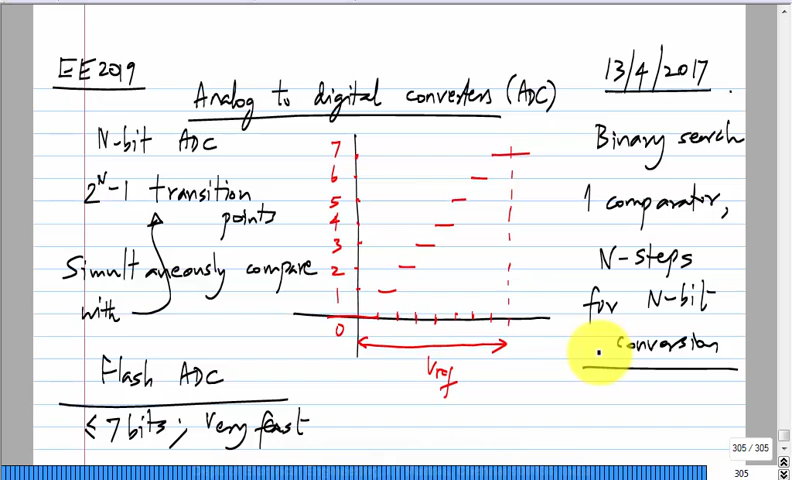 EE2019
13/4/2017
Analog to digital converters (ADC)
N-bit ADC
2^N-1 transition
points
Simultaneously compare
with
Flash ADC
≤ 7 bits; Very fast
7
6
5
4
3
2
1
0
Vref
Binary search
1 comparator,
N-steps
for N-bit
conversion
305 / 305
305